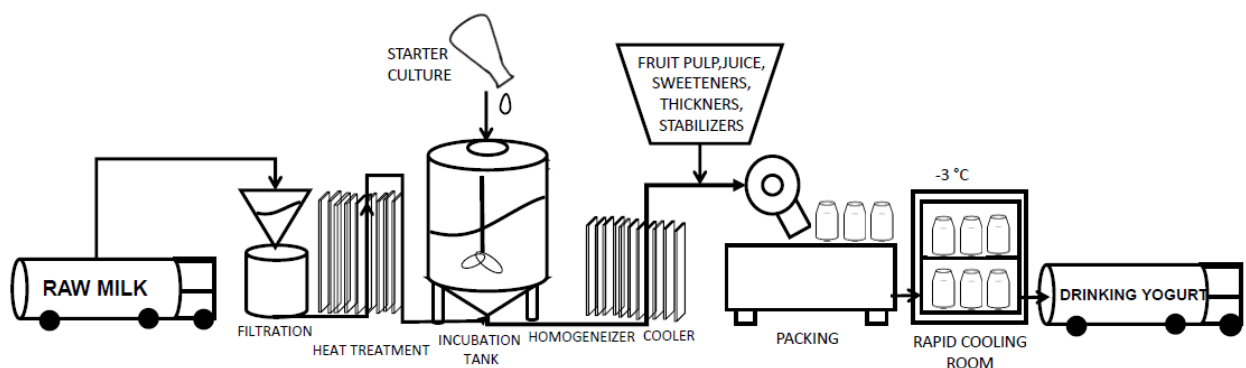 STARTER
CULTURE
FRUIT PULP,JUICE,
SWEETENERS,
THICKNERS,
STABILIZERS
-3 °C
RAW MILK
DRINKING YOGURT
FILTRATION
HEAT TREATMENT
INCUBATION
TANK
HOMOGENEIZER
COOLER
PACKING
RAPID COOLING
ROOM